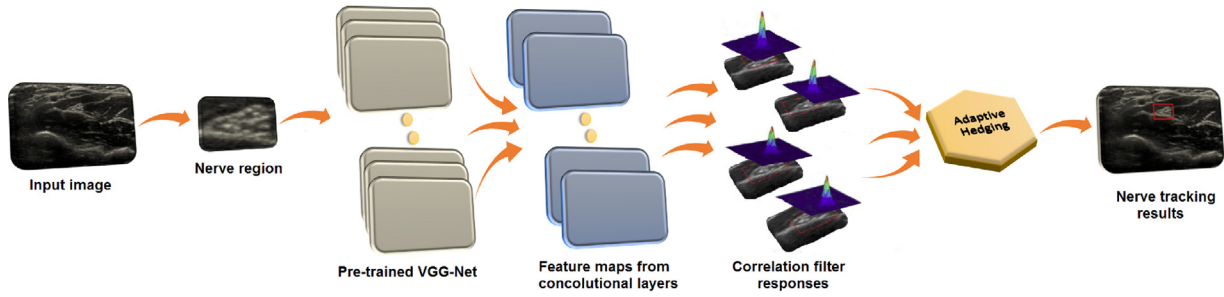 Input image
Nerve region
Pre-trained VGG-Net
Feature maps from
concolutional layers
Correlation filter
responses
Adaptive
Hedging
Nerve tracking
results